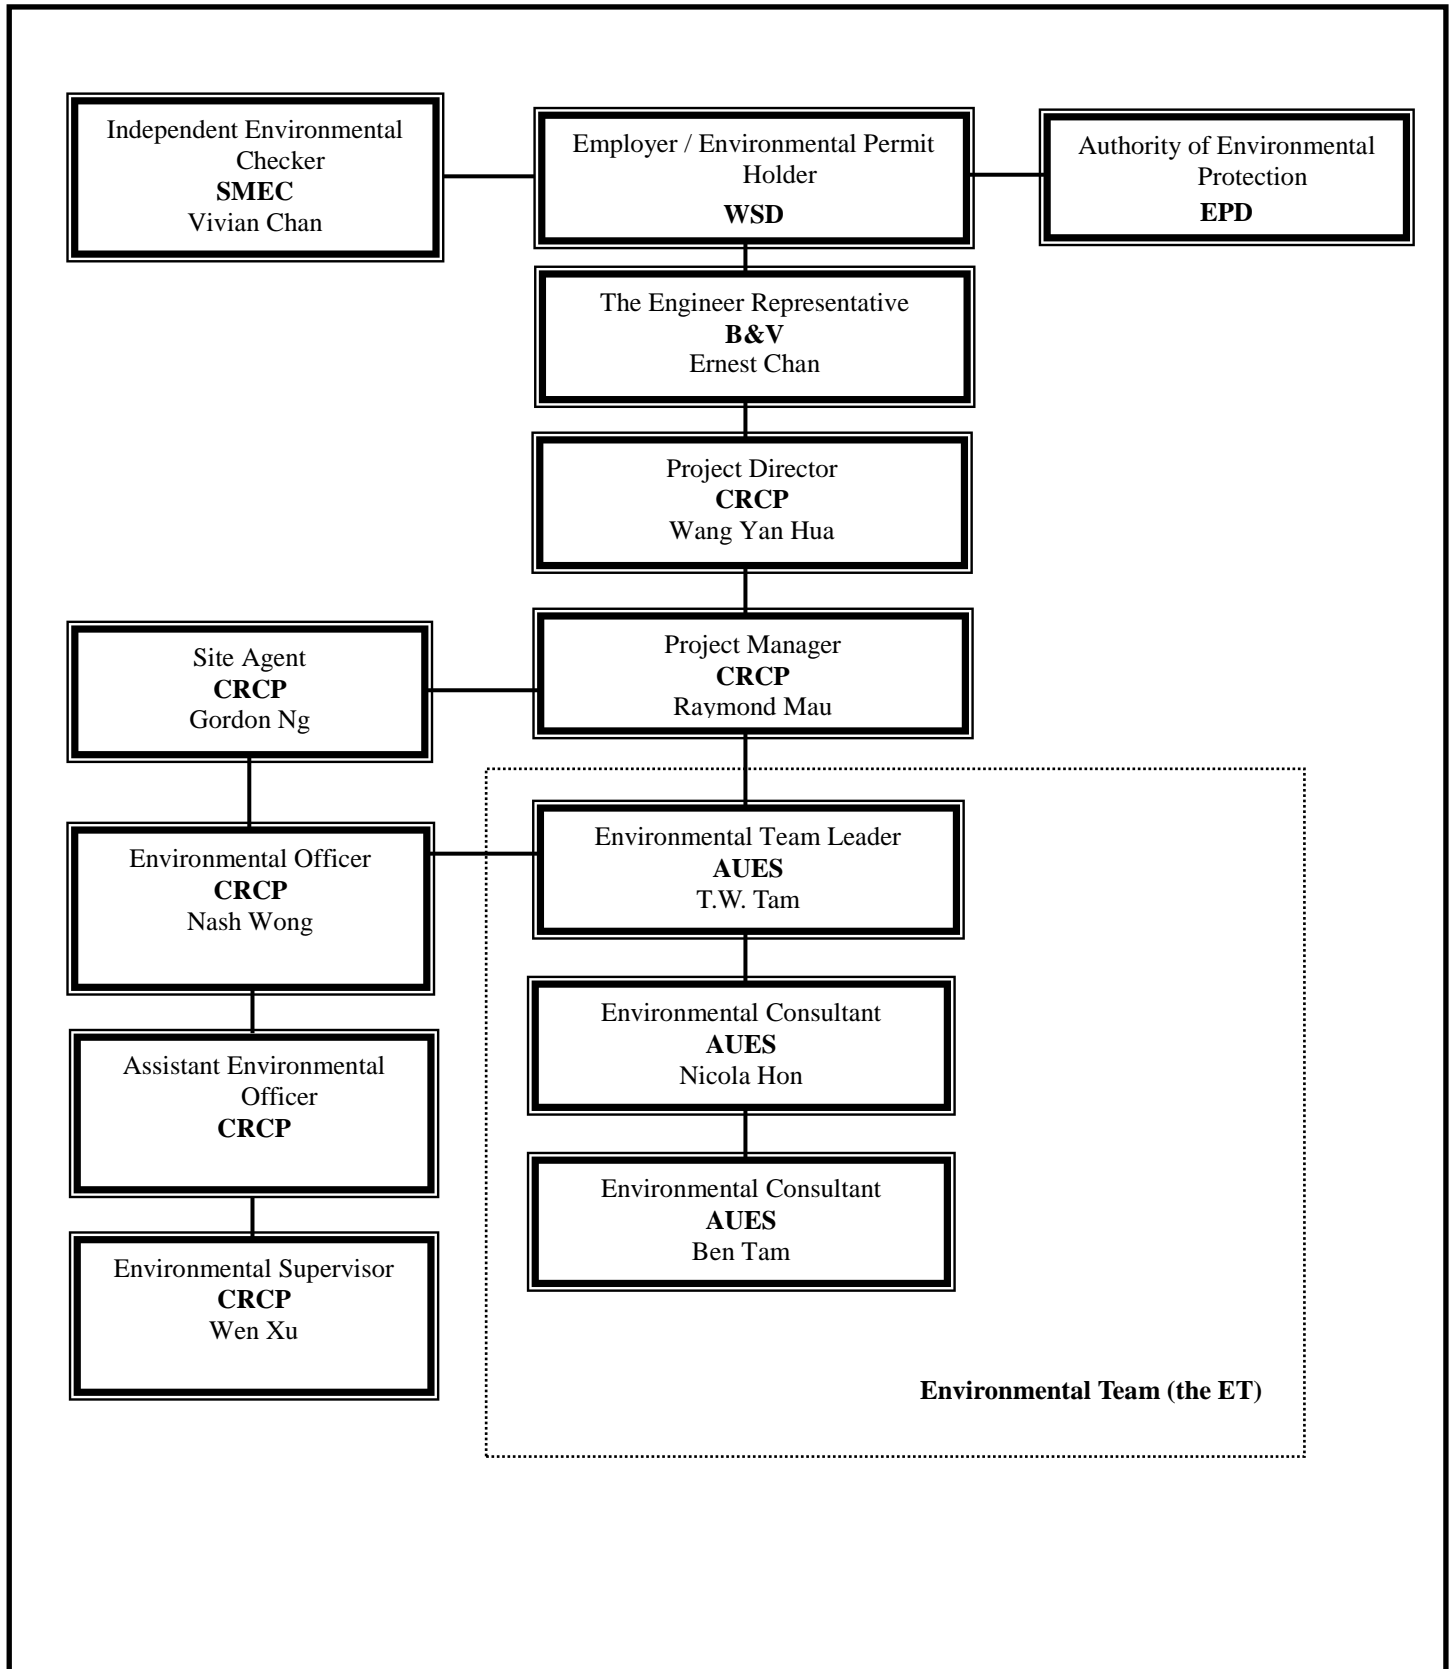 Independent Environmental
Checker
SMEC
Vivian Chan
Employer / Environmental Permit
Holder
WSD
Authority of Environmental
Protection
EPD
The Engineer Representative
B&V
Ernest Chan
Project Director
CRCP
Wang Yan Hua
Project Manager
CRCP
Raymond Mau
Site Agent
CRCP
Gordon Ng
Environmental Team Leader
AUES
T.W. Tam
Environmental Officer
CRCP
Nash Wong
Environmental Consultant
AUES
Nicola Hon
Assistant Environmental
Officer
CRCP
Environmental Consultant
AUES
Ben Tam
Environmental Supervisor
CRCP
Wen Xu
Environmental Team (the ET)